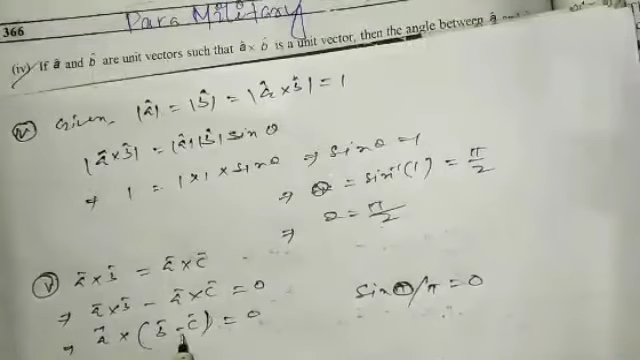 366
Para Military
(iv) If â and b̂ are unit vectors such that â × b̂ is a unit vector, then the angle between â
(iv) Given, |â| = |b̂| = |â × b̂| = 1
|â × b̂| = |â||b̂| sin θ
⇒ 1 = 1 × 1 × sin θ ⇒ sin θ = 1
⇒ θ = sin⁻¹(1) = π/2
⇒ θ = π/2
(v) a̅ × b̅ = a̅ × c̅
⇒ a̅ × b̅ - a̅ × c̅ = 0
⇒ a̅ × (b̅ - c̅) = 0
sin θ/π = 0